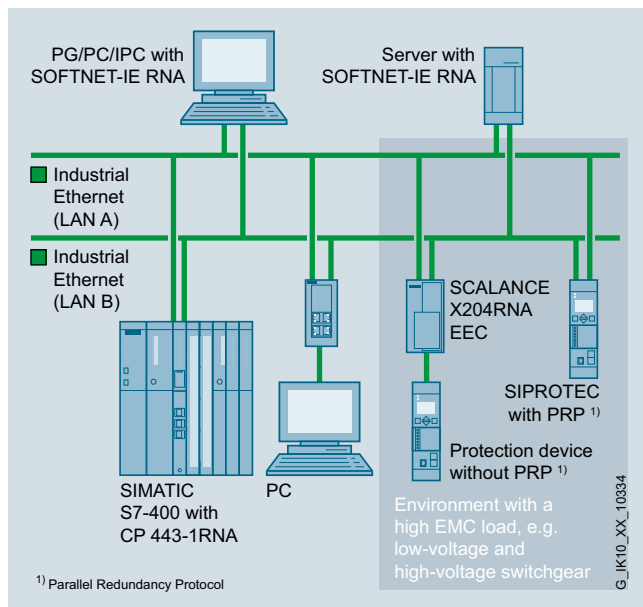 PG/PC/IPC with
SOFTNET-IE RNA
Server with
SOFTNET-IE RNA
Industrial
Ethernet
(LAN A)
Industrial
Ethernet
(LAN B)
SCALANCE
X204RNA
EEC
SIPROTEC
with PRP 1)
Protection device
without PRP 1)
SIMATIC
S7-400 with
CP 443-1RNA
PC
Environment with a
high EMC load, e.g.
low-voltage and
high-voltage switchgear
1) Parallel Redundancy Protocol
G_IK10_XX_10334